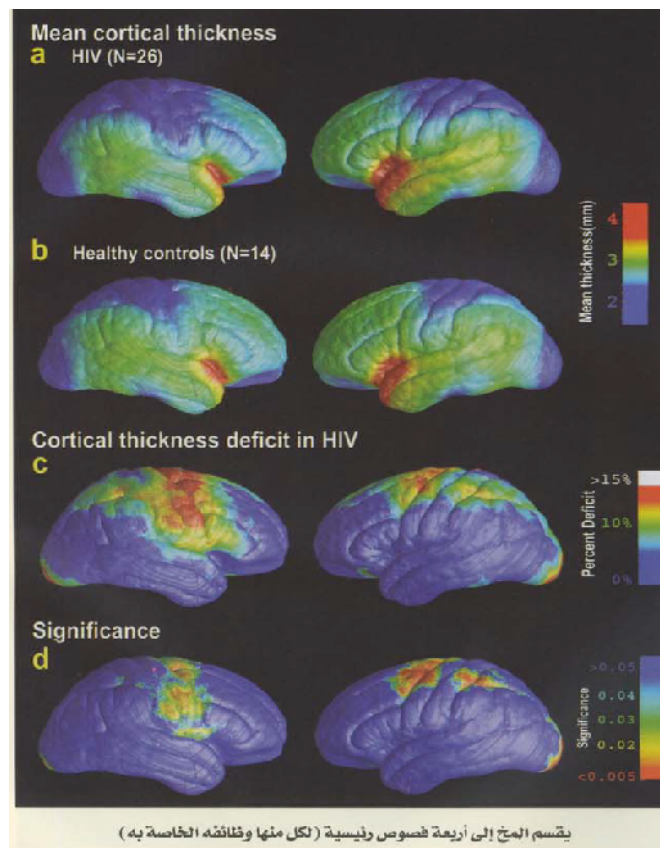 Mean cortical thickness
a HIV (N=26)
b Healthy controls (N=14)
Mean thickness(mm)
4
3
2
Cortical thickness deficit in HIV
c
Percent Deficit
>15%
10%
0%
Significance
d
Significance
>0.05
0.04
0.03
0.02
<0.005
يقسم المخ إلى أربعة فصوص رئيسية (لكل منها وظائفه الخاصة به)